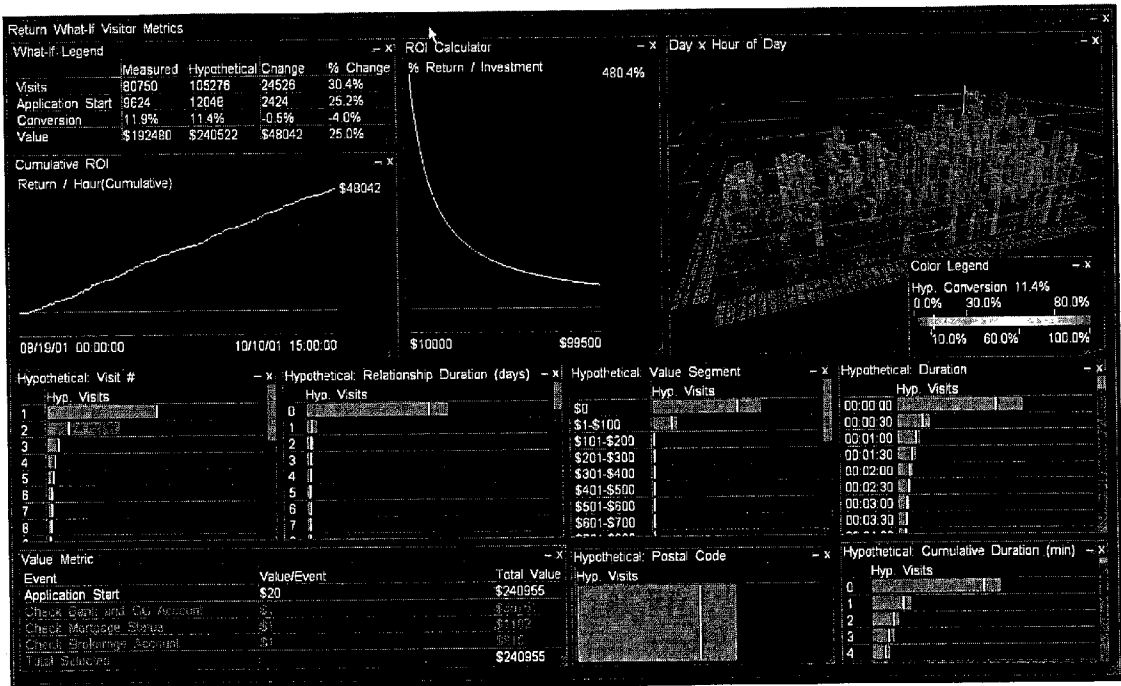 Return What-If Visitor Metrics
What-If Legend
Measured Hypothetical Change % Change
Visits 80750 105276 24526 30.4%
Application Start 9624 12048 2424 25.2%
Conversion 11.9% 11.4% -0.5% -4.0%
Value $192480 $240522 $48042 25.0%
Cumulative ROI
Return / Hour(Cumulative)
$48042
08/19/01 00:00:00 10/10/01 15:00:00
ROI Calculator
% Return / Investment 480.4%
$10000 $99500
Day x Hour of Day
Color Legend
Hyp. Conversion 11.4%
0.0% 30.0% 80.0%
10.0% 60.0% 100.0%
Hypothetical: Visit #
Hyp. Visits
1
2
3
4
5
6
7
8
Hypothetical: Relationship Duration (days)
Hyp. Visits
0
1
2
3
4
5
6
7
Hypothetical: Value Segment
Hyp. Visits
$0
$1-$100
$101-$200
$201-$300
$301-$400
$401-$500
$501-$600
$601-$700
Hypothetical: Duration
Hyp. Visits
00:00:00
00:00:30
00:01:00
00:01:30
00:02:00
00:02:30
00:03:00
00:03:30
Value Metric
Event Value/Event Total Value
Application Start $20 $240955
Check Mortgage Status
Check Brokerage Account
Total Selected $240955
Hypothetical: Postal Code
Hyp. Visits
Hypothetical: Cumulative Duration (min)
Hyp. Visits
0
1
2
3
4